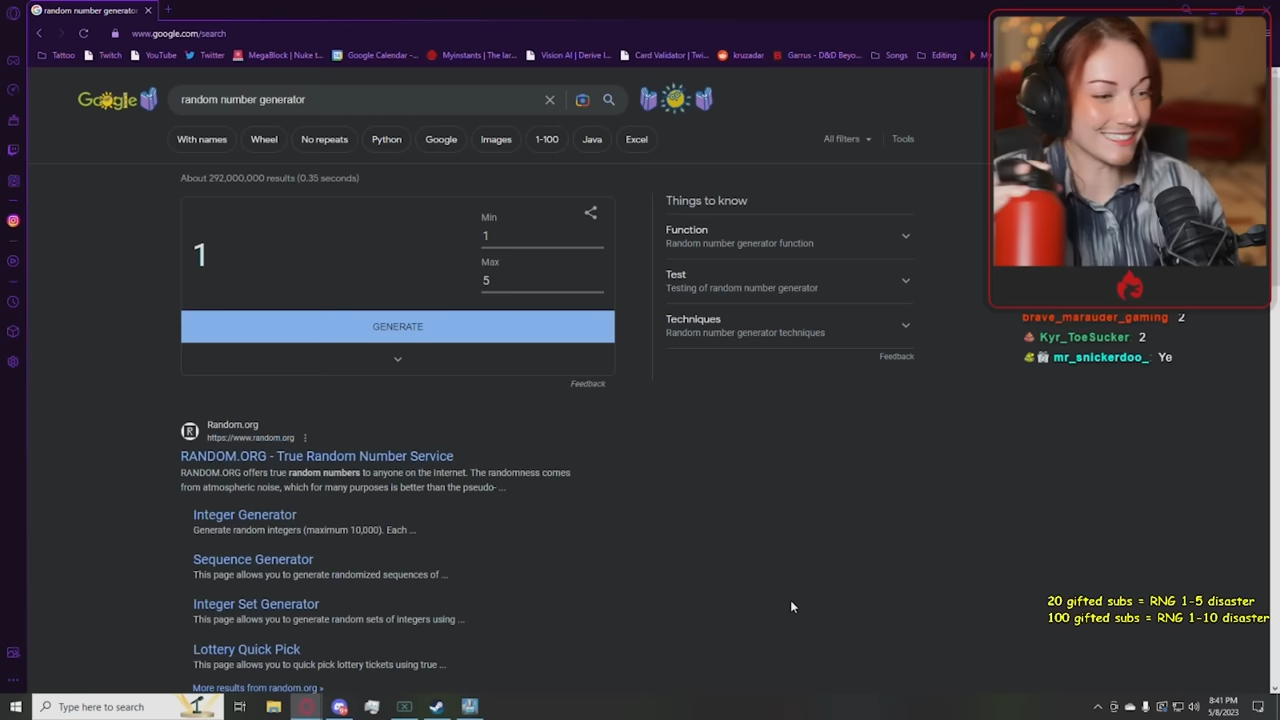 random number generator
www.google.com/search
Tattoo
Twitch
YouTube
Twitter
MegaBlock | Nuke t...
Google Calendar -...
Myinstants | The lar...
Vision AI | Derive I...
Card Validator | Twi...
kruzadar
Garrus - D&D Beyo...
Songs
Editing
My
Google
random number generator
With names
Wheel
No repeats
Python
Google
Images
1-100
Java
Excel
All filters
Tools
About 292,000,000 results (0.35 seconds)
1
Min
1
Max
5
GENERATE
Feedback
Things to know
Function
Random number generator function
Test
Testing of random number generator
Techniques
Random number generator techniques
Feedback
brave_marauder_gaming 2
Kyr_ToeSucker: 2
mr_snickerdoo_: Ye
R
Random.org
https://www.random.org
RANDOM.ORG - True Random Number Service
RANDOM.ORG offers true random numbers to anyone on the Internet. The randomness comes
from atmospheric noise, which for many purposes is better than the pseudo- ...
Integer Generator
Generate random integers (maximum 10,000). Each ...
Sequence Generator
This page allows you to generate randomized sequences of ...
Integer Set Generator
This page allows you to generate random sets of integers using ...
Lottery Quick Pick
This page allows you to quick pick lottery tickets using true ...
More results from random.org »
20 gifted subs = RNG 1-5 disaster
100 gifted subs = RNG 1-10 disaster
Type here to search
8:41 PM
5/8/2023